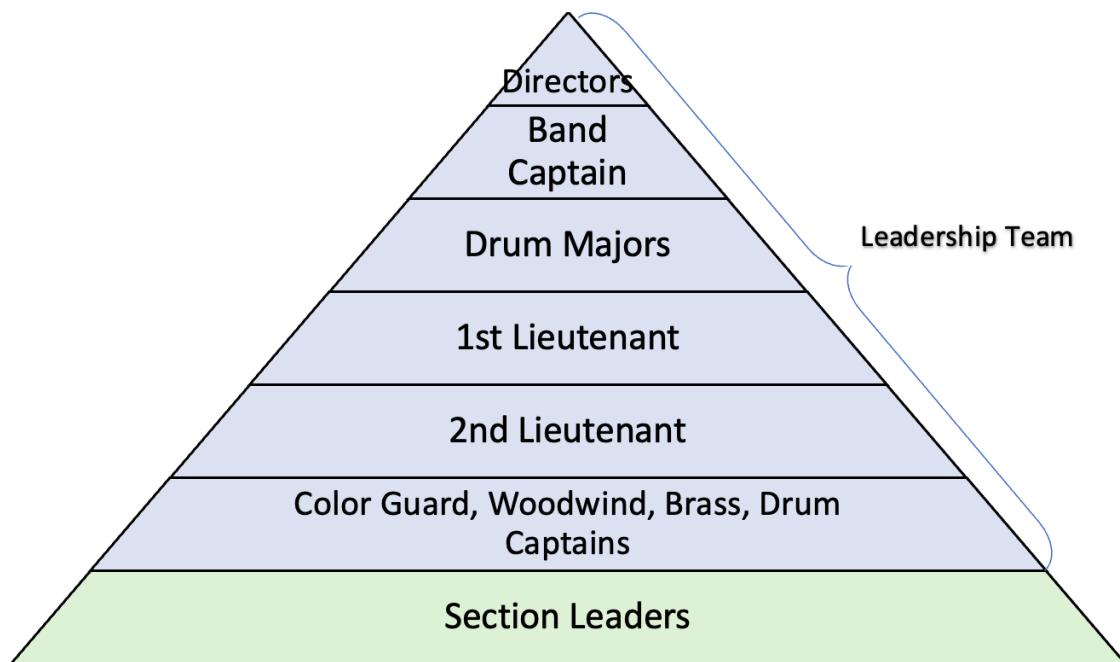 Directors
Band
Captain
Drum Majors
Leadership Team
1st Lieutenant
2nd Lieutenant
Color Guard, Woodwind, Brass, Drum
Captains
Section Leaders